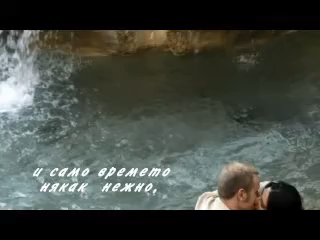 и само времето
някак нежно,